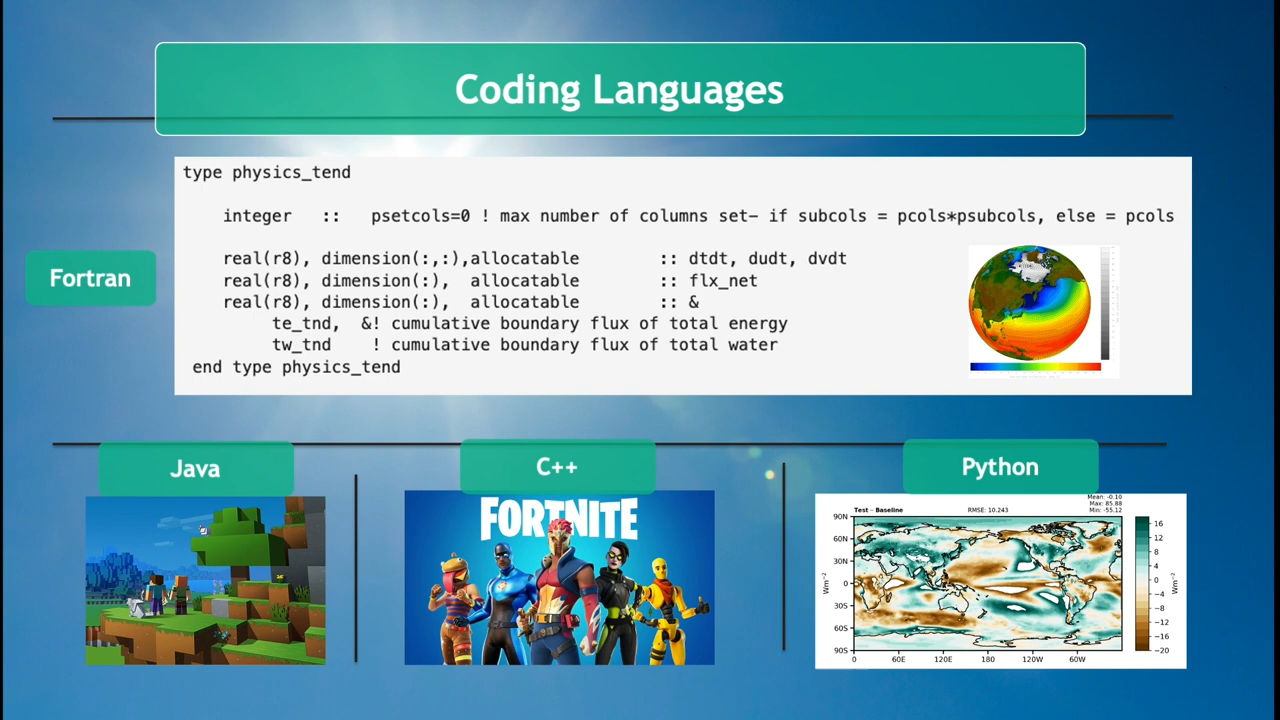 Coding Languages
type physics_tend
integer :: psetcols=0 ! max number of columns set- if subcols = pcols*psubcols, else = pcols
Fortran
real(r8), dimension(:,:),allocatable :: dtdt, dudt, dvdt
real(r8), dimension(:), allocatable :: flx_net
real(r8), dimension(:), allocatable :: &
te_tnd, &! cumulative boundary flux of total energy
tw_tnd ! cumulative boundary flux of total water
end type physics_tend
Java
C++
FORTNITE
Python
Mean: -0.10
Max: 85.88
Min: -55.12
Test - Baseline
RMSE: 10.243
90N
60N
30N
0
30S
60S
90S
Wm⁻²
0 60E 120E 180 120W 60W
16
12
8
4
0
−4
−8
−12
−16
−20
Wm⁻²